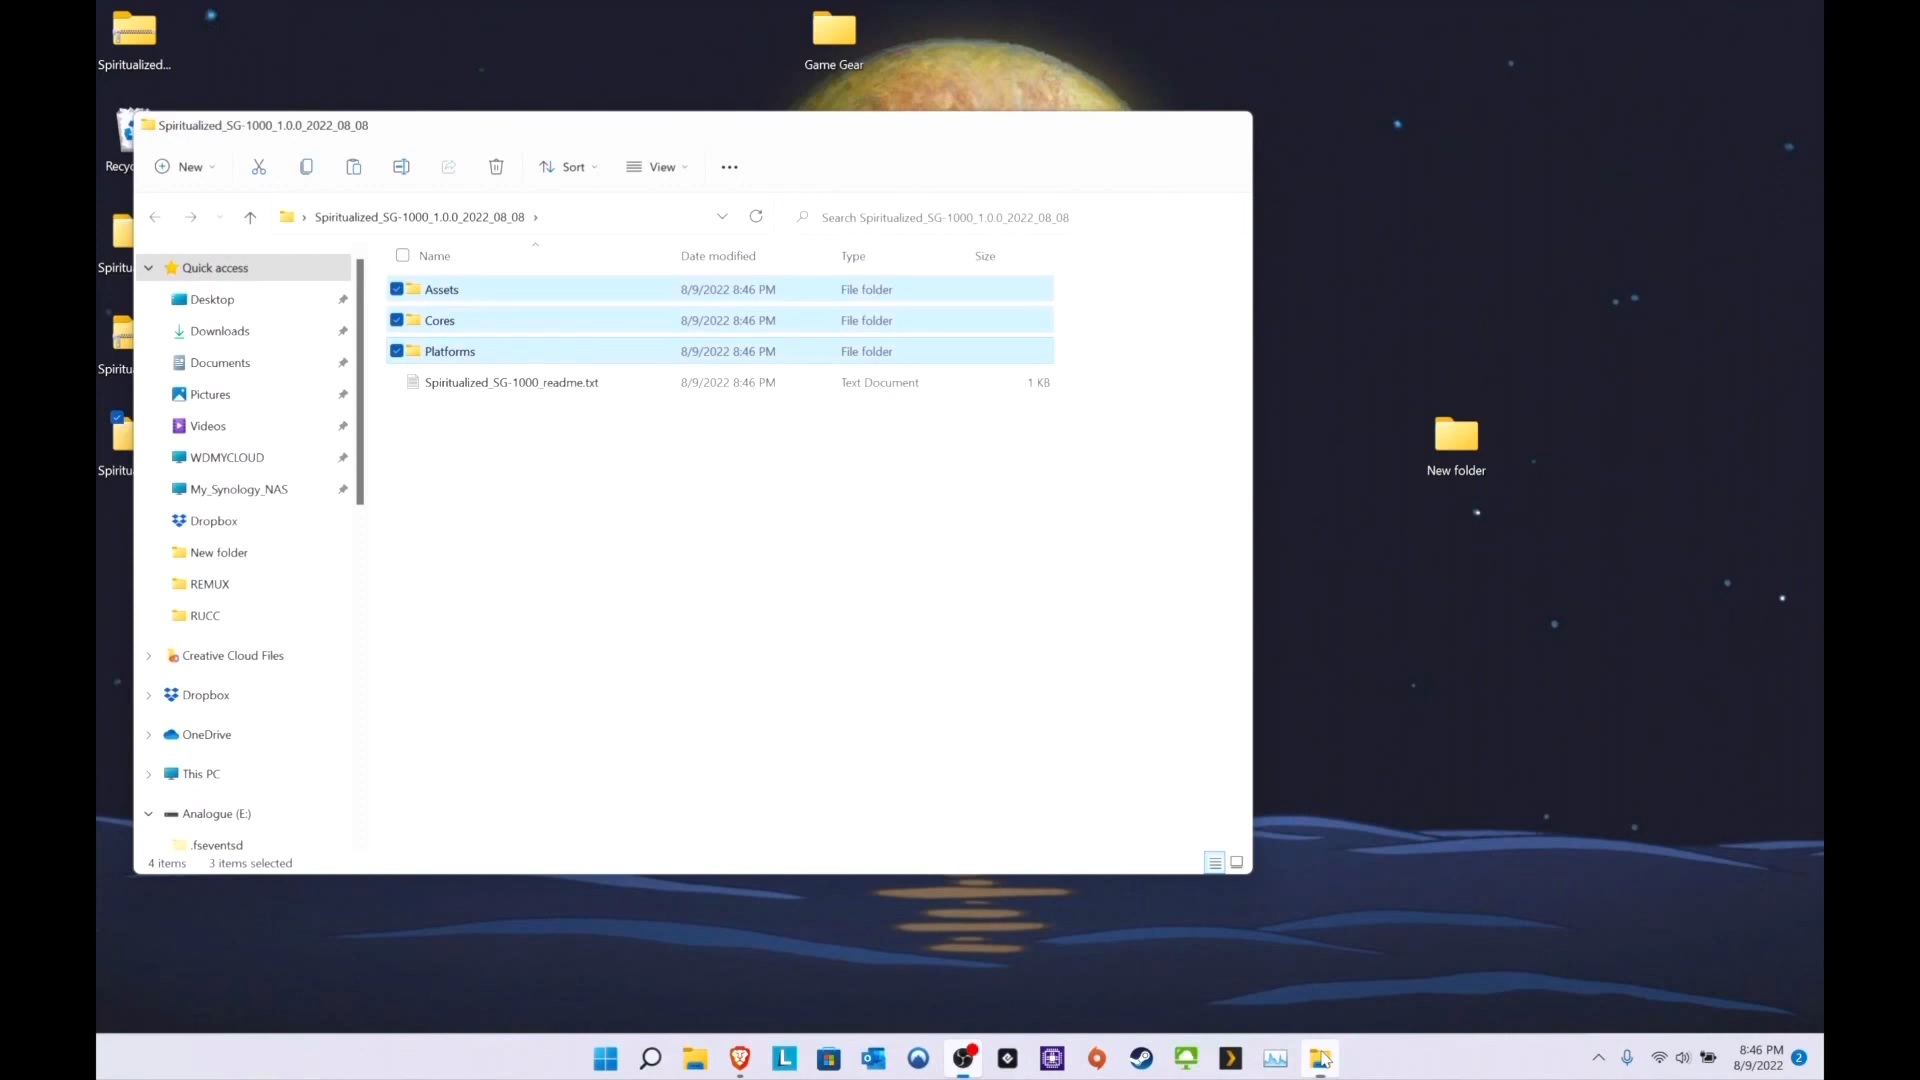 Spiritualized...
Game Gear
Spiritualized_SG-1000_1.0.0_2022_08_08
Recyc
New
Sort
View
Spiritualized_SG-1000_1.0.0_2022_08_08
Search Spiritualized_SG-1000_1.0.0_2022_08_08
Name Date modified Type Size
Spiritu
Quick access
Assets 8/9/2022 8:46 PM File folder
Desktop
Cores 8/9/2022 8:46 PM File folder
Downloads
Platforms 8/9/2022 8:46 PM File folder
Documents
Spiritu
Spiritualized_SG-1000_readme.txt 8/9/2022 8:46 PM Text Document 1 KB
Pictures
Videos
WDMYCLOUD
Spiritu
New folder
My_Synology_NAS
Dropbox
New folder
REMUX
RUCC
Creative Cloud Files
Dropbox
OneDrive
This PC
Analogue (E:)
.fseventsd
4 items 3 items selected
L
8:46 PM
8/9/2022
2